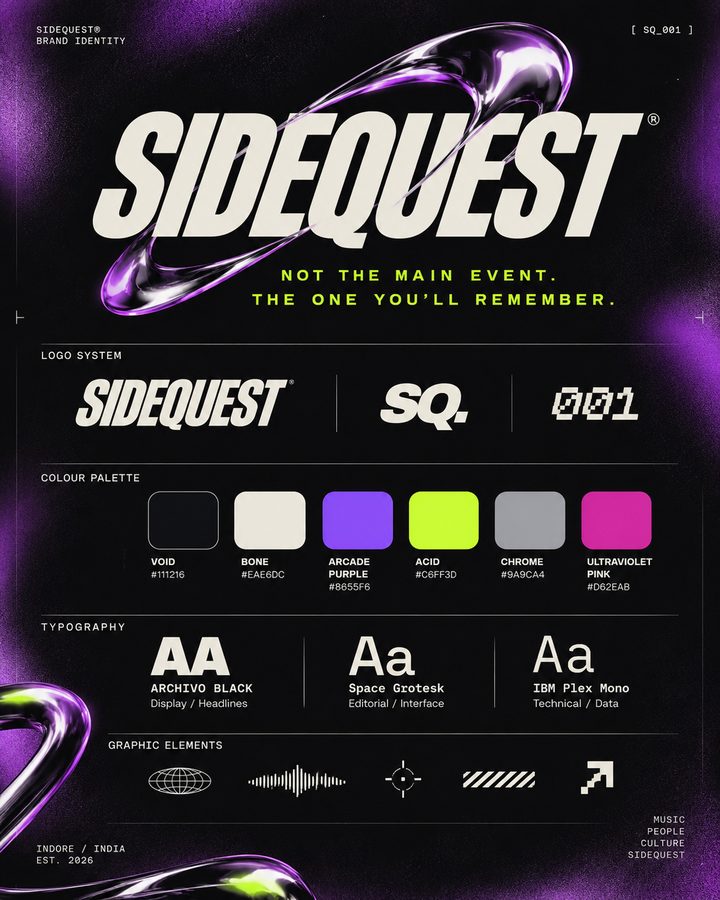 SIDEQUEST®
BRAND IDENTITY
[ SQ_001 ]
SIDEQUEST®
NOT THE MAIN EVENT.
THE ONE YOU'LL REMEMBER.
LOGO SYSTEM
SIDEQUEST®
SQ.
001
COLOUR PALETTE
VOID
#111216
BONE
#EAE6DC
ARCADE
PURPLE
#8655F6
ACID
#C6FF3D
CHROME
#9A9CA4
ULTRAVIOLET
PINK
#D62EAB
TYPOGRAPHY
AA
ARCHIVO BLACK
Display / Headlines
Aa
Space Grotesk
Editorial / Interface
Aa
IBM Plex Mono
Technical / Data
GRAPHIC ELEMENTS
INDORE / INDIA
EST. 2026
MUSIC
PEOPLE
CULTURE
SIDEQUEST